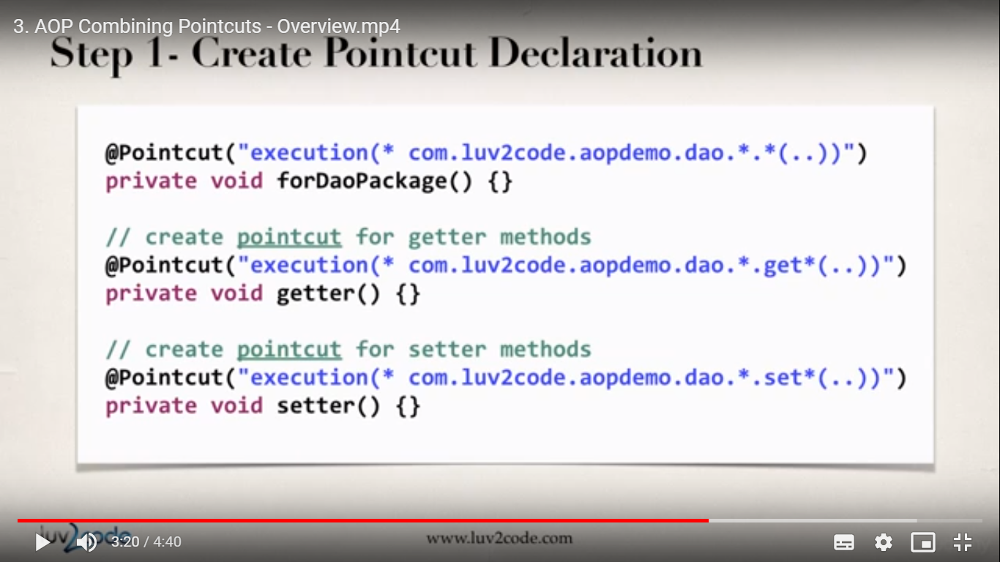 3. AOP Combining Pointcuts - Overview.mp4
Step 1- Create Pointcut Declaration
@Pointcut("execution(* com.luv2code.aopdemo.dao.*.*(..))")
private void forDaoPackage() {}
// create pointcut for getter methods
@Pointcut("execution(* com.luv2code.aopdemo.dao.*.get*(..))")
private void getter() {}
// create pointcut for setter methods
@Pointcut("execution(* com.luv2code.aopdemo.dao.*.set*(..))")
private void setter() {}
luv2code
www.luv2code.com
3:20 / 4:40